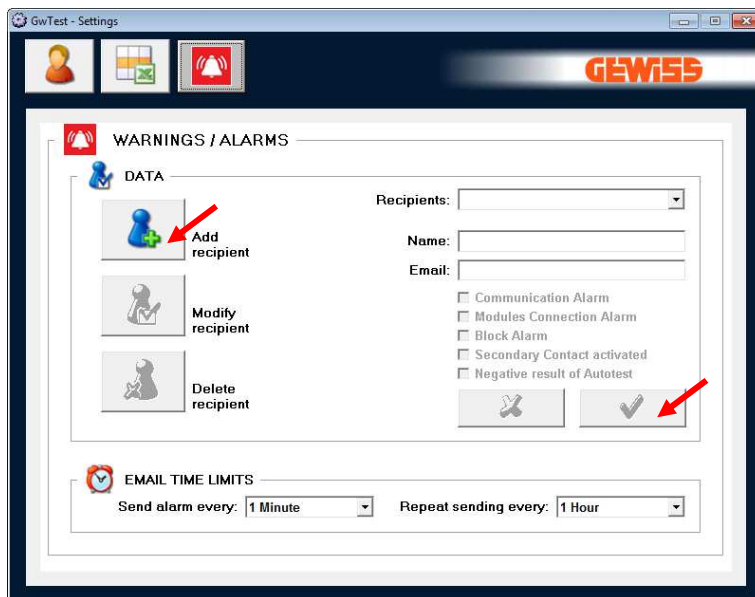 GwTest - Settings
GEWiSS
WARNINGS / ALARMS
DATA
Recipients:
Add
recipient
Name:
Email:
Communication Alarm
Modify
recipient
Modules Connection Alarm
Block Alarm
Secondary Contact activated
Negative result of Autotest
Delete
recipient
EMAIL TIME LIMITS
Send alarm every: 1 Minute Repeat sending every: 1 Hour